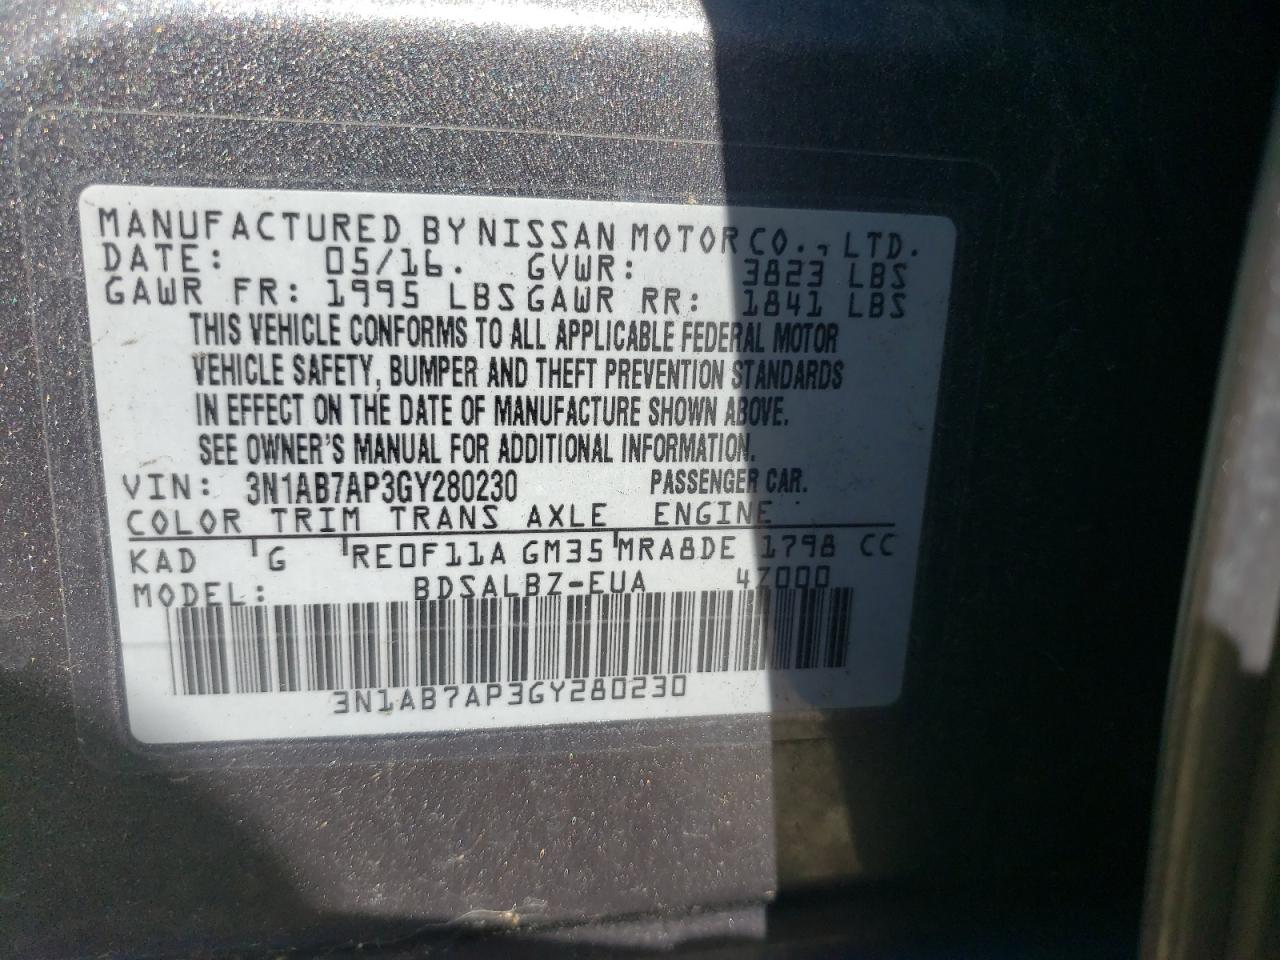 MANUFACTURED BY NISSAN MOTOR CO., LTD.
DATE: 05/16. GVWR: 3823 LBS
GAWR FR: 1995 LBS GAWR RR: 1841 LBS
THIS VEHICLE CONFORMS TO ALL APPLICABLE FEDERAL MOTOR
VEHICLE SAFETY, BUMPER AND THEFT PREVENTION STANDARDS
IN EFFECT ON THE DATE OF MANUFACTURE SHOWN ABOVE.
SEE OWNER'S MANUAL FOR ADDITIONAL INFORMATION.
VIN: 3N1AB7AP3GY280230 PASSENGER CAR.
COLOR TRIM TRANS AXLE ENGINE
KAD G RE0F11A GM35 MRA8DE 1798 CC
MODEL: BDSALBZ-EUA 47000
3N1AB7AP3GY280230